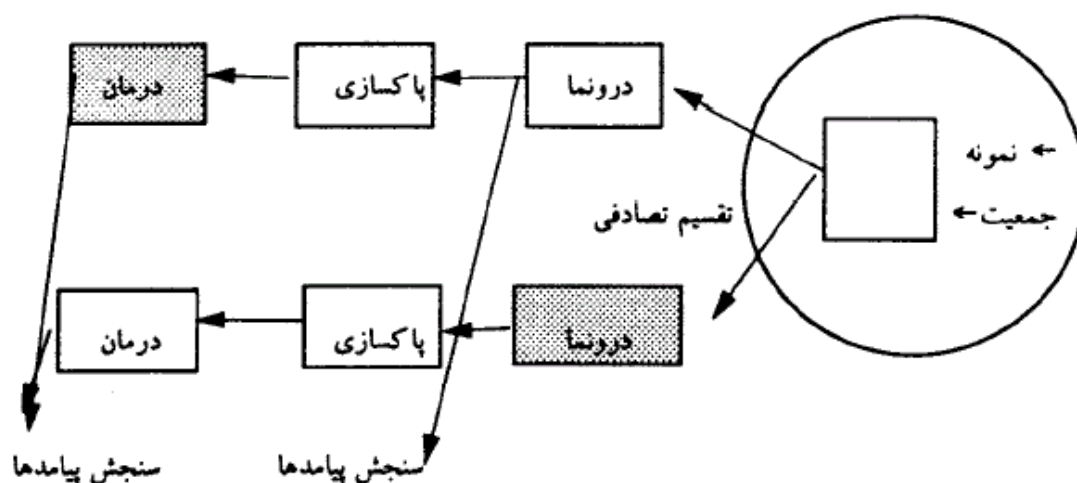 نمونه ←
جمعیت ←
تقسیم تصادفی
درونما
پاکسازی
درمان
درونما
پاکسازی
درمان
سنجش پیامدها
سنجش پیامدها